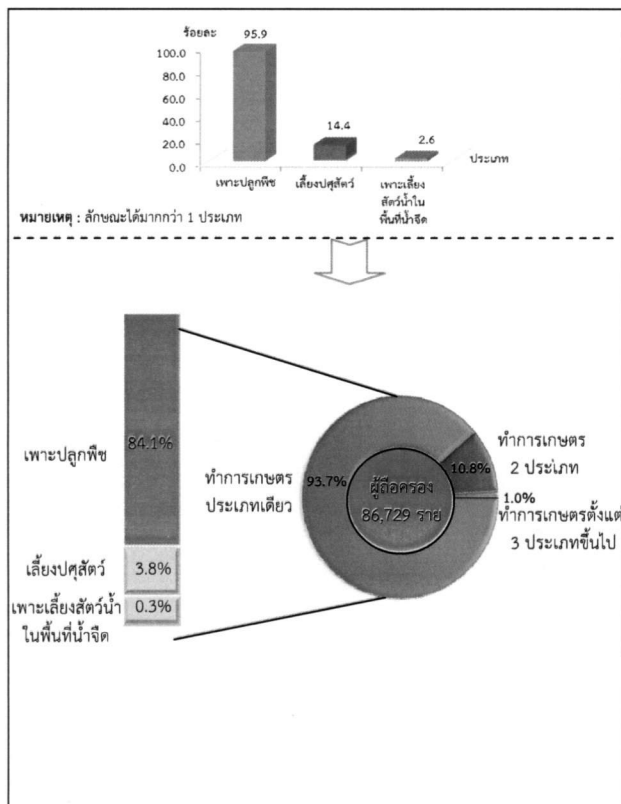 ร้อยละ
95.9
100.0
80.0
60.0
40.0
20.0
0.0
14.4
2.6
ประเภท
เพาะปลูกพืช
เลี้ยงปศุสัตว์
เพาะเลี้ยง
สัตว์น้ำใน
พื้นที่น้ำจืด
หมายเหตุ : ลักษณะได้มากกว่า 1 ประเภท
เพาะปลูกพืช
84.1%
เลี้ยงปศุสัตว์
3.8%
เพาะเลี้ยงสัตว์น้ำ
ในพื้นที่น้ำจืด
0.3%
ทำการเกษตร
ประเภทเดียว
93.7%
ผู้ถือครอง
86,729 ราย
10.8%
ทำการเกษตร
2 ประเภท
1.0%
ทำการเกษตรตั้งแต่
3 ประเภทขึ้นไป